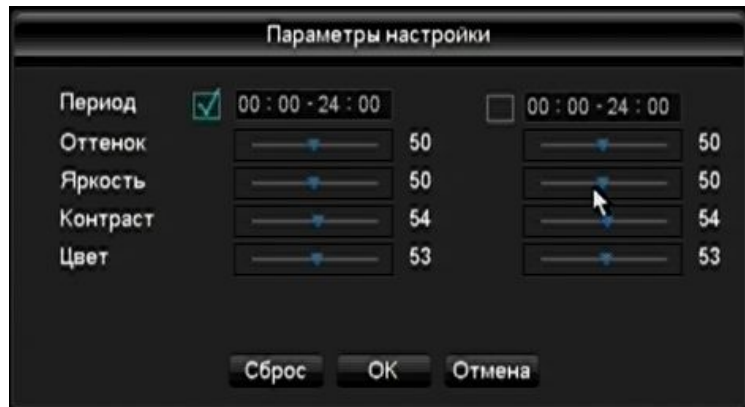 Параметры настройки
Период 00 : 00 - 24 : 00 00 : 00 - 24 : 00
Оттенок 50 50
Яркость 50 50
Контраст 54 54
Цвет 53 53
Сброс OK Отмена